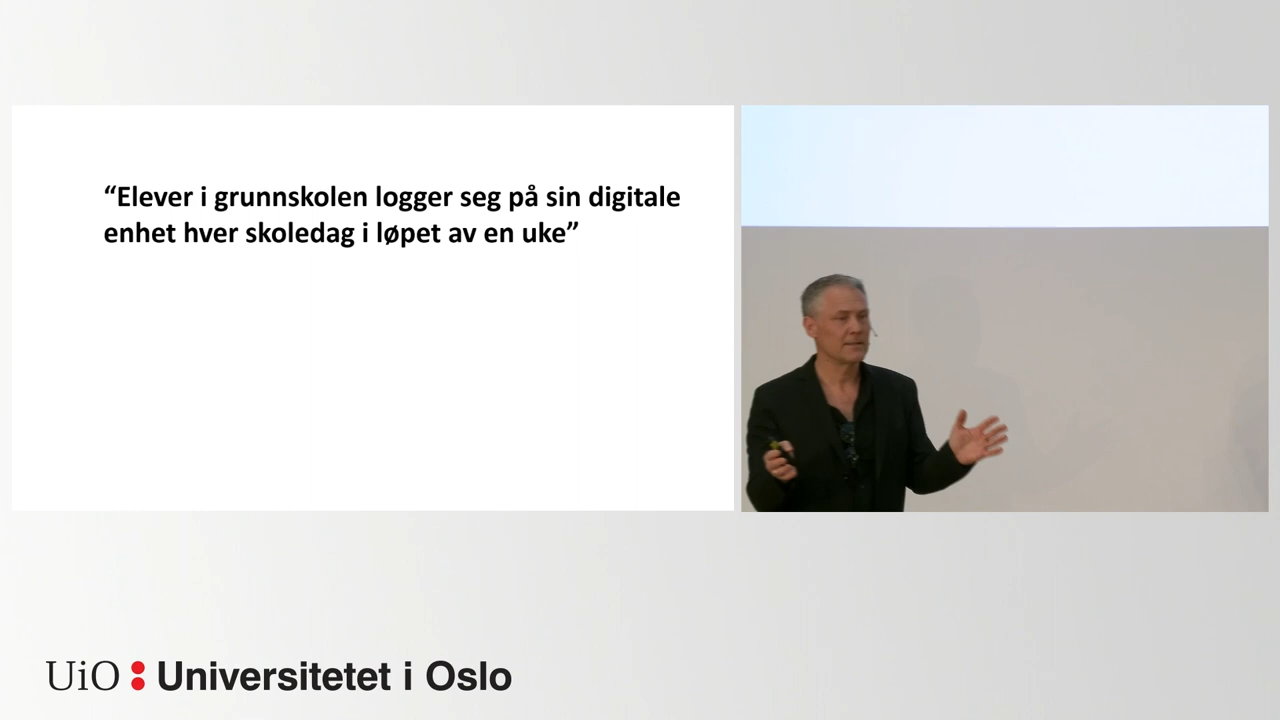 “Elever i grunnskolen logger seg på sin digitale
enhet hver skoledag i løpet av en uke”
UiO : Universitetet i Oslo